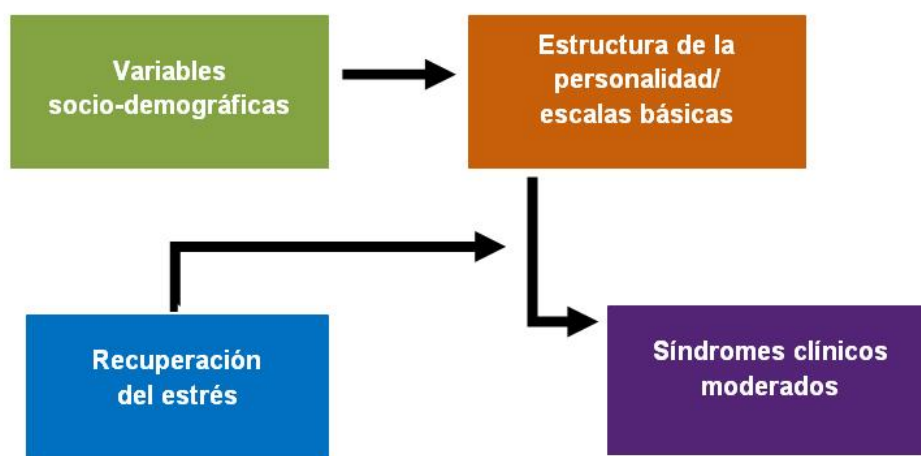 Variables
socio-demográficas
Estructura de la
personalidad/
escalas básicas
Recuperación
del estrés
Síndromes clínicos
moderados